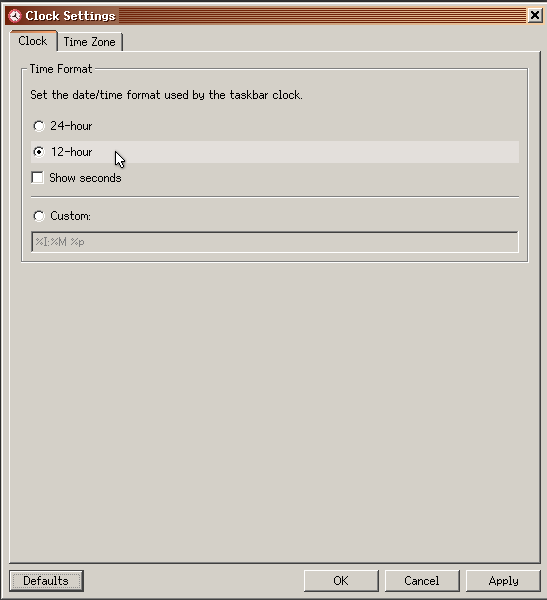 Clock Settings
Clock Time Zone
Time Format
Set the date/time format used by the taskbar clock.
24-hour
12-hour
Show seconds
Custom:
%I:%M %p
Defaults OK Cancel Apply